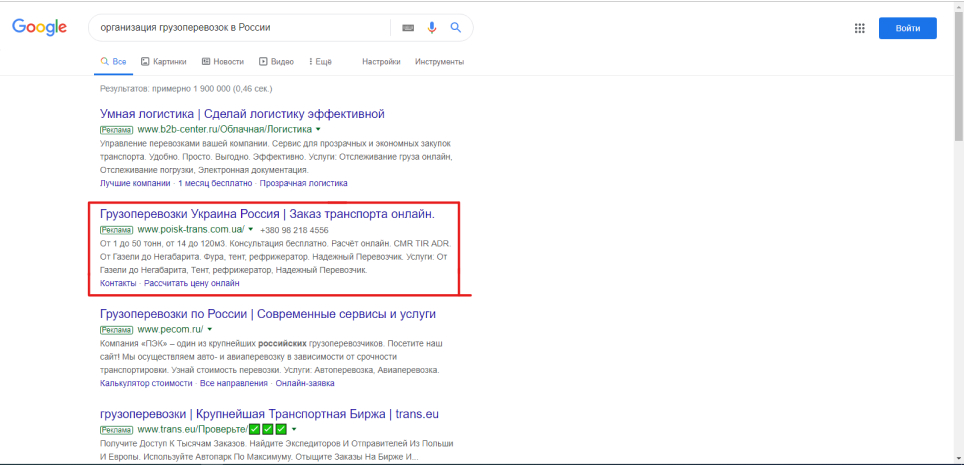 Google
организация грузоперевозок в России
Войти
Все Картинки Новости Видео Ещё Настройки Инструменты
Результатов: примерно 1 900 000 (0,46 сек.)
Умная логистика | Сделай логистику эффективной
Реклама www.b2b-center.ru/Облачная/Логистика
Управление перевозками вашей компании. Сервис для прозрачных и экономных закупок
транспорта. Удобно. Просто. Выгодно. Эффективно. Услуги: Отслеживание груза онлайн,
Отслеживание погрузки, Электронная документация.
Лучшие компании · 1 месяц бесплатно · Прозрачная логистика
Грузоперевозки Украина Россия | Заказ транспорта онлайн.
Реклама www.poisk-trans.com.ua/ +380 98 218 4556
От 1 до 50 тонн, от 14 до 120м3. Консультация бесплатно. Расчёт онлайн. CMR TIR ADR.
От Газели до Негабарита. Фура, тент, рефрижератор. Надежный Перевозчик. Услуги: От
Газели до Негабарита, Тент, рефрижератор, Надежный Перевозчик.
Контакты · Рассчитать цену онлайн
Грузоперевозки по России | Современные сервисы и услуги
Реклама www.pecom.ru/
Компания «ПЭК» – один из крупнейших российских грузоперевозчиков. Посетите наш
сайт! Мы осуществляем авто- и авиаперевозку в зависимости от срочности
транспортировки. Узнай стоимость перевозки. Услуги: Автоперевозка, Авиаперевозка.
Калькулятор стоимости · Все направления · Онлайн-заявка
грузоперевозки | Крупнейшая Транспортная Биржа | trans.eu
Реклама www.trans.eu/Проверьте/✅✅✅
Получите Доступ К Тысячам Заказов. Найдите Экспедиторов И Отправителей Из Польши
И Европы. Используйте Автопарк По Максимуму. Отыщите Заказы На Бирже И...